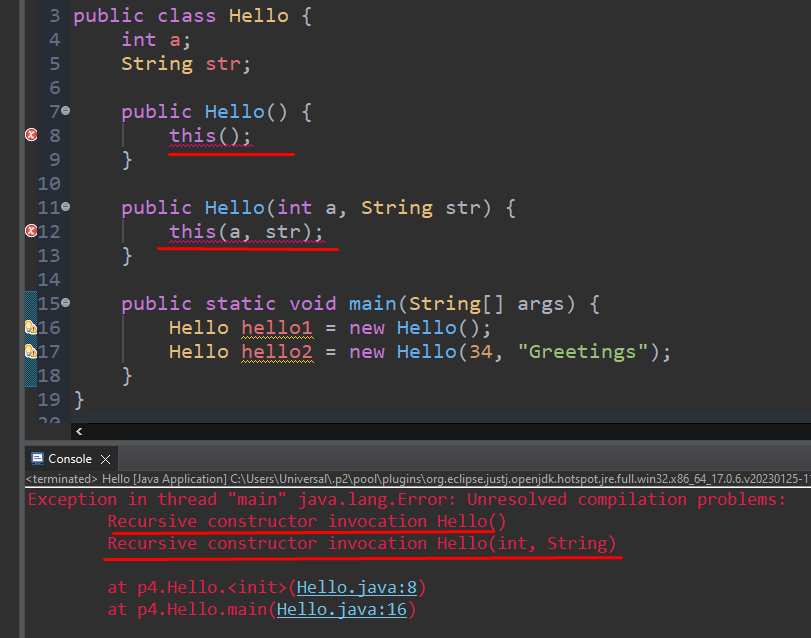 3 public class Hello {
4     int a;
5     String str;
6
7     public Hello() {
8         this();
9     }
10
11     public Hello(int a, String str) {
12         this(a, str);
13     }
14
15     public static void main(String[] args) {
16         Hello hello1 = new Hello();
17         Hello hello2 = new Hello(34, "Greetings");
18     }
19 }
20
Console
<terminated> Hello [Java Application] C:\Users\Universal\.p2\pool\plugins\org.eclipse.justj.openjdk.hotspot.jre.full.win32.x86_64_17.0.6.v20230125-11
Exception in thread "main" java.lang.Error: Unresolved compilation problems:
Recursive constructor invocation Hello()
Recursive constructor invocation Hello(int, String)
at p4.Hello.<init>(Hello.java:8)
at p4.Hello.main(Hello.java:16)